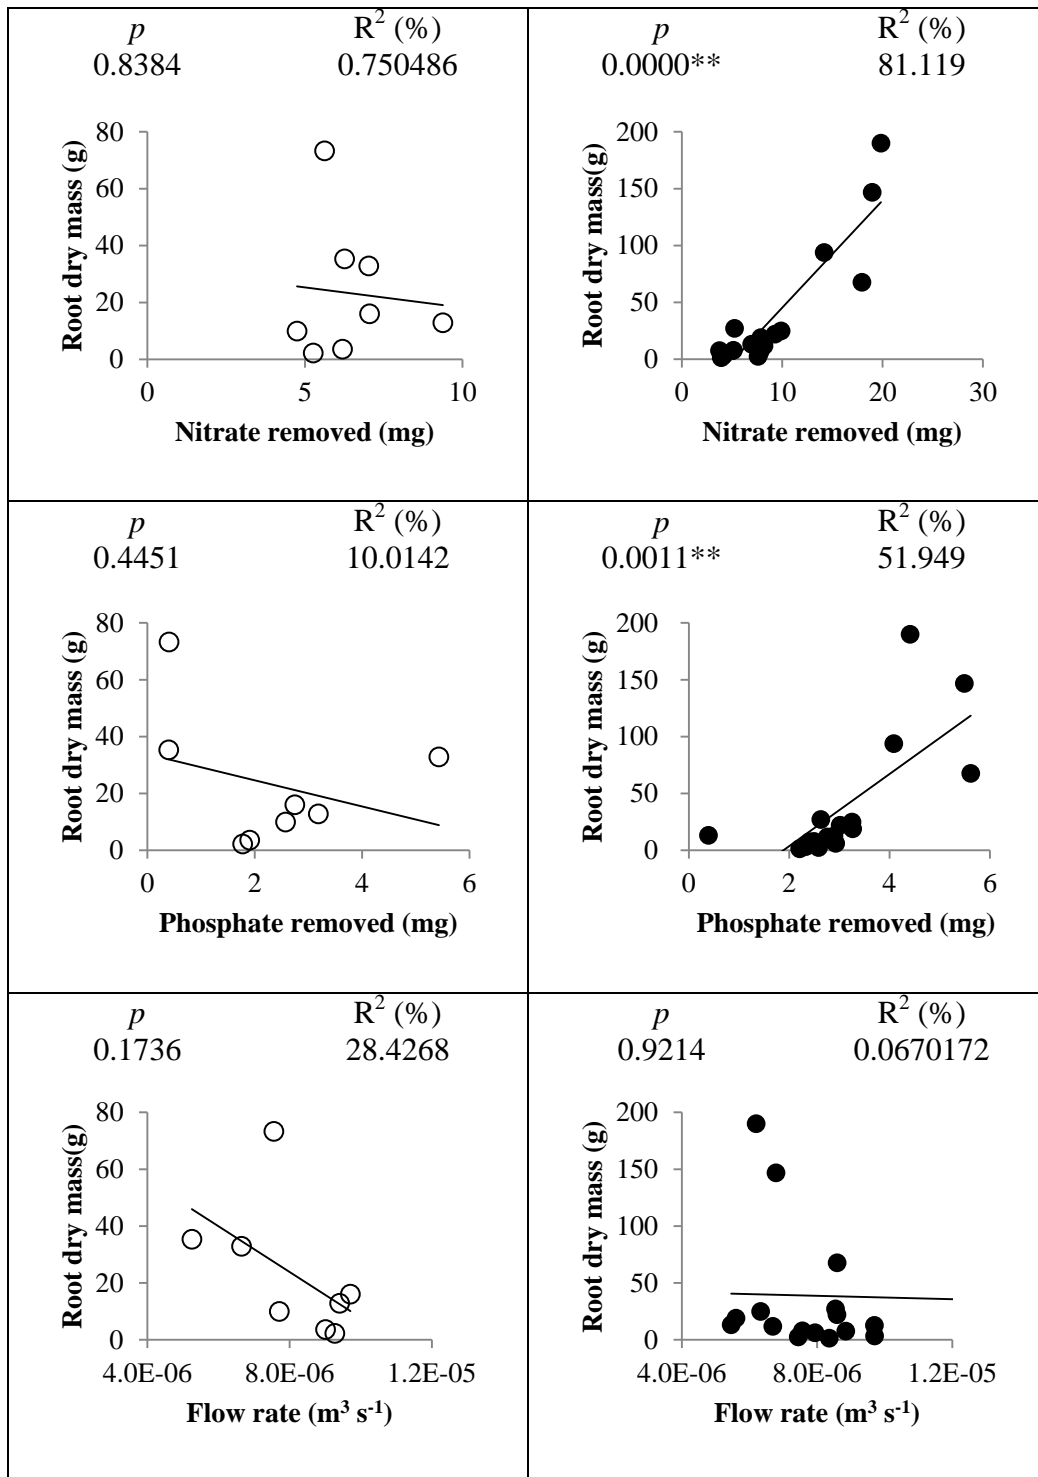 p R² (%)
0.8384 0.750486
Root dry mass (g)
80
60
40
20
0
0 5 10
Nitrate removed (mg)
p R² (%)
0.0000** 81.119
Root dry mass(g)
200
150
100
50
0
0 10 20 30
Nitrate removed (mg)
p R² (%)
0.4451 10.0142
Root dry mass (g)
80
60
40
20
0
0 2 4 6
Phosphate removed (mg)
p R² (%)
0.0011** 51.949
Root dry mass (g)
200
150
100
50
0
0 2 4 6
Phosphate removed (mg)
p R² (%)
0.1736 28.4268
Root dry mass(g)
80
60
40
20
0
4.0E-06 8.0E-06 1.2E-05
Flow rate (m³ s⁻¹)
p R² (%)
0.9214 0.0670172
Root dry mass (g)
200
150
100
50
0
4.0E-06 8.0E-06 1.2E-05
Flow rate (m³ s⁻¹)